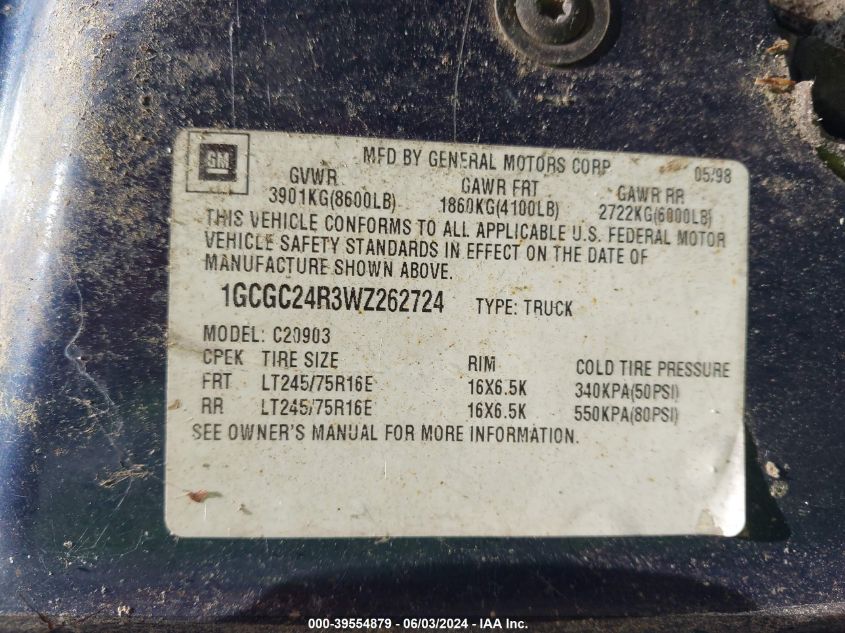 GM
MFD BY GENERAL MOTORS CORP 05/98
GVWR GAWR FRT GAWR RR
3901KG(8600LB) 1860KG(4100LB) 2722KG(6000LB)
THIS VEHICLE CONFORMS TO ALL APPLICABLE U.S. FEDERAL MOTOR
VEHICLE SAFETY STANDARDS IN EFFECT ON THE DATE OF
MANUFACTURE SHOWN ABOVE.
1GCGC24R3WZ262724 TYPE: TRUCK
MODEL: C20903
CPEK TIRE SIZE RIM COLD TIRE PRESSURE
FRT LT245/75R16E 16X6.5K 340KPA(50PSI)
RR LT245/75R16E 16X6.5K 550KPA(80PSI)
SEE OWNER'S MANUAL FOR MORE INFORMATION.
000-39554879 - 06/03/2024 - IAA Inc.